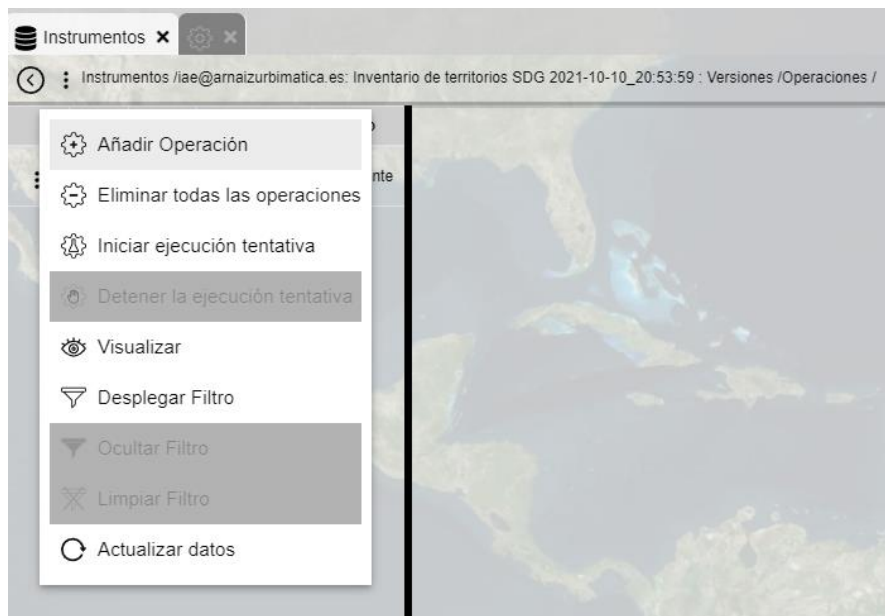 Instrumentos
Instrumentos /iae@arnaizurbimatica.es: Inventario de territorios SDG 2021-10-10_20:53:59 : Versiones /Operaciones /
Añadir Operación
nte
Eliminar todas las operaciones
Iniciar ejecución tentativa
Detener la ejecución tentativa
Visualizar
Desplegar Filtro
Ocultar Filtro
Limpiar Filtro
Actualizar datos